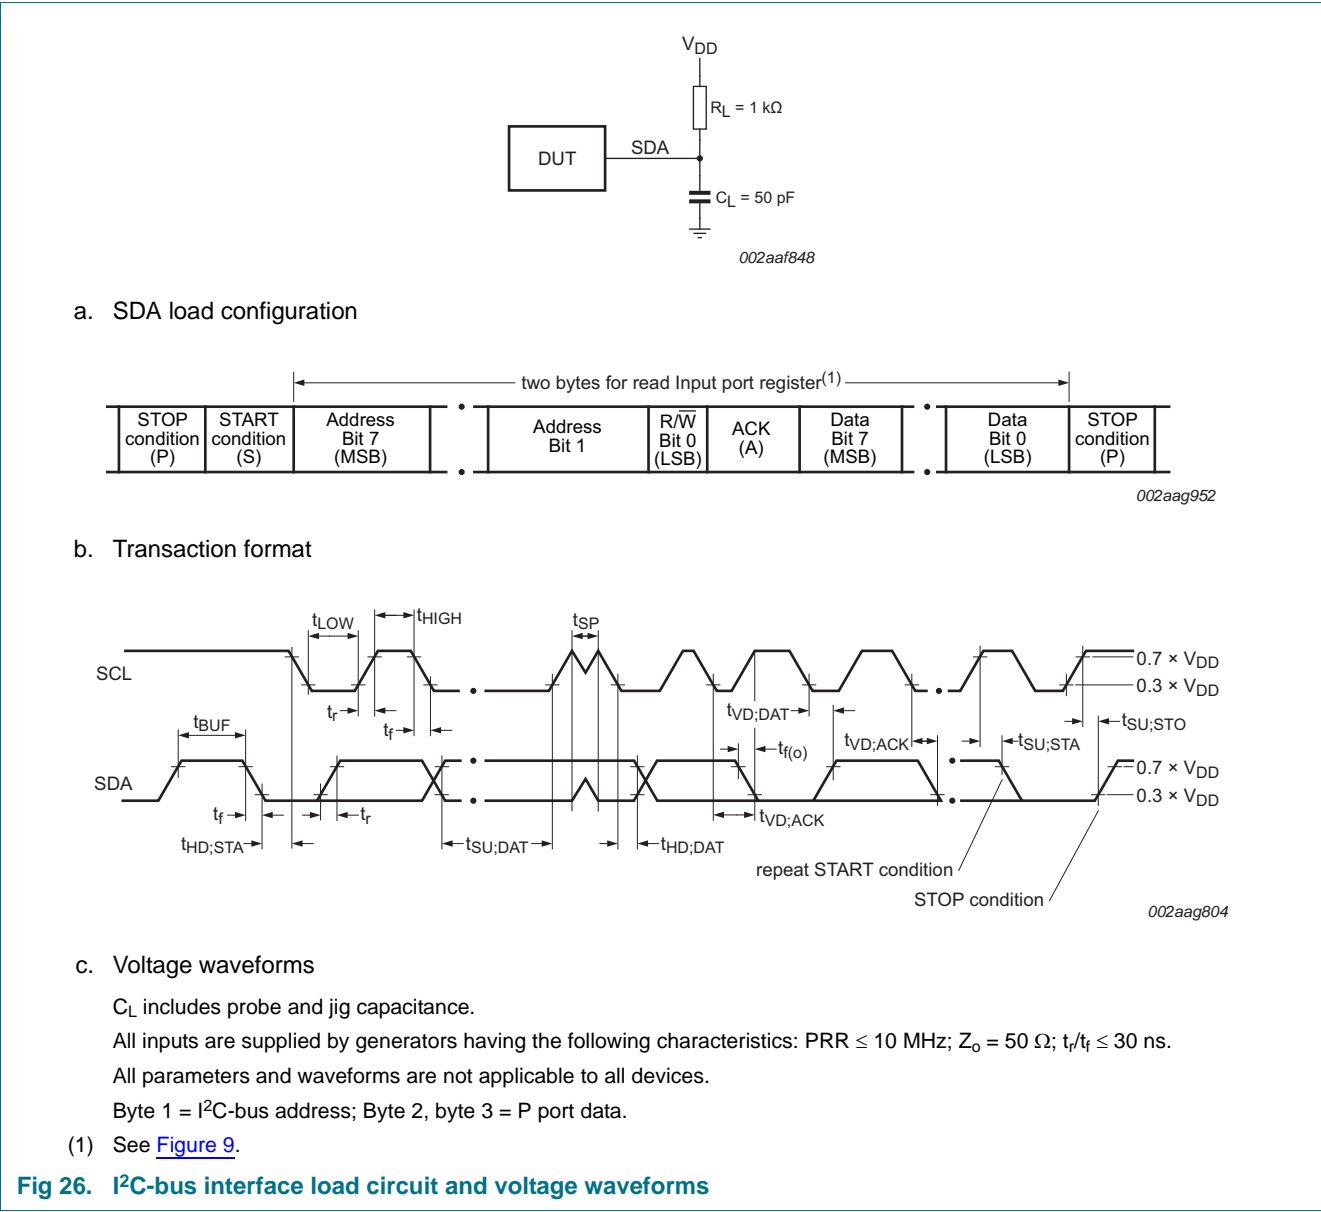 VDD
RL = 1 kΩ
DUT
SDA
CL = 50 pF
002aaf848
a. SDA load configuration
two bytes for read Input port register(1)
STOP condition (P)
START condition (S)
Address Bit 7 (MSB)
Address Bit 1
R/W̅ Bit 0 (LSB)
ACK (A)
Data Bit 7 (MSB)
Data Bit 0 (LSB)
STOP condition (P)
002aag952
b. Transaction format
tLOW
tHIGH
tSP
SCL
0.7 × VDD
0.3 × VDD
tr
tf
tBUF
tVD;DAT
tSU;STO
tf(o)
tVD;ACK
tSU;STA
SDA
0.7 × VDD
0.3 × VDD
tf
tr
tVD;ACK
tHD;STA
tSU;DAT
tHD;DAT
repeat START condition
STOP condition
002aag804
c. Voltage waveforms
CL includes probe and jig capacitance.
All inputs are supplied by generators having the following characteristics: PRR ≤ 10 MHz; Zo = 50 Ω; tr/tf ≤ 30 ns.
All parameters and waveforms are not applicable to all devices.
Byte 1 = I2C-bus address; Byte 2, byte 3 = P port data.
(1) See Figure 9.
Fig 26. I2C-bus interface load circuit and voltage waveforms